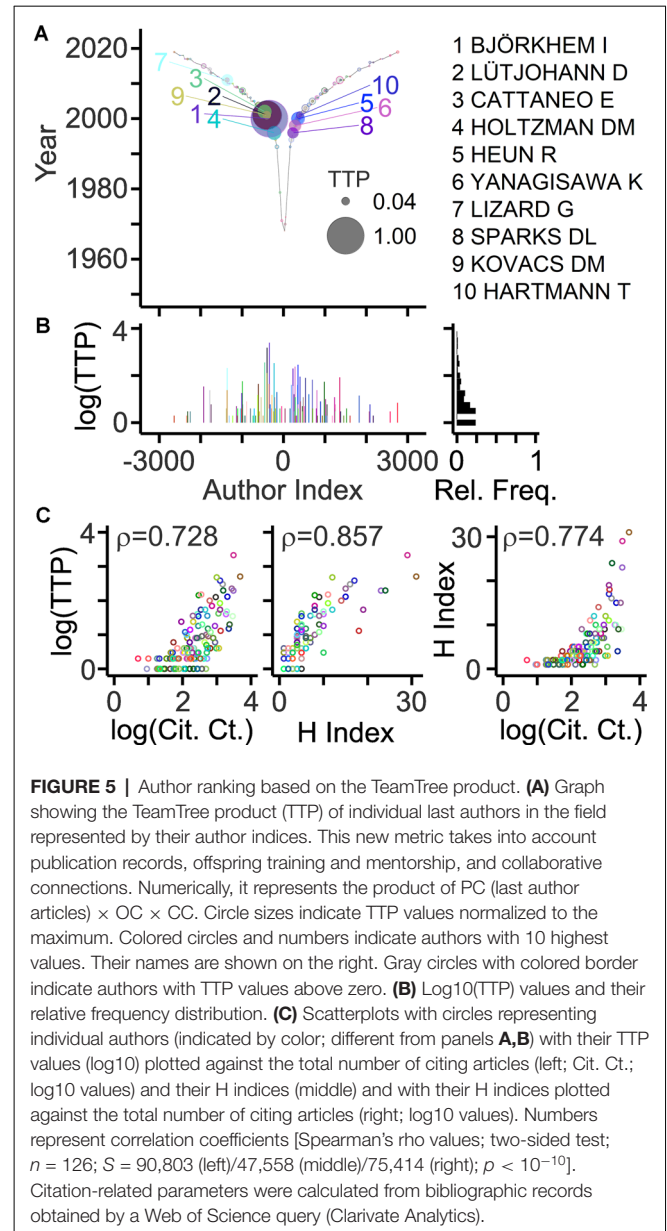 A
2020
2000
1980
1960
Year
7
3
2
9
1
4
10
5
6
8
TTP
0.04
1.00
1 BJÖRKHEM I
2 LÜTJOHANN D
3 CATTANEO E
4 HOLTZMAN DM
5 HEUN R
6 YANAGISAWA K
7 LIZARD G
8 SPARKS DL
9 KOVACS DM
10 HARTMANN T
B
4
0
log(TTP)
-3000 0 3000
Author Index
0 1
Rel. Freq.
C
4
0
log(TTP)
ρ=0.728
0 2 4
log(Cit. Ct.)
ρ=0.857
0 30
H Index
30
0
H Index
ρ=0.774
0 2 4
log(Cit. Ct.)
FIGURE 5 | Author ranking based on the TeamTree product. (A) Graph
showing the TeamTree product (TTP) of individual last authors in the field
represented by their author indices. This new metric takes into account
publication records, offspring training and mentorship, and collaborative
connections. Numerically, it represents the product of PC (last author
articles) × OC × CC. Circle sizes indicate TTP values normalized to the
maximum. Colored circles and numbers indicate authors with 10 highest
values. Their names are shown on the right. Gray circles with colored border
indicate authors with TTP values above zero. (B) Log10(TTP) values and their
relative frequency distribution. (C) Scatterplots with circles representing
individual authors (indicated by color; different from panels A,B) with their TTP
values (log10) plotted against the total number of citing articles (left; Cit. Ct.;
log10 values) and their H indices (middle) and with their H indices plotted
against the total number of citing articles (right; log10 values). Numbers
represent correlation coefficients [Spearman's rho values; two-sided test;
n = 126; S = 90,803 (left)/47,558 (middle)/75,414 (right); p < 10−10].
Citation-related parameters were calculated from bibliographic records
obtained by a Web of Science query (Clarivate Analytics).